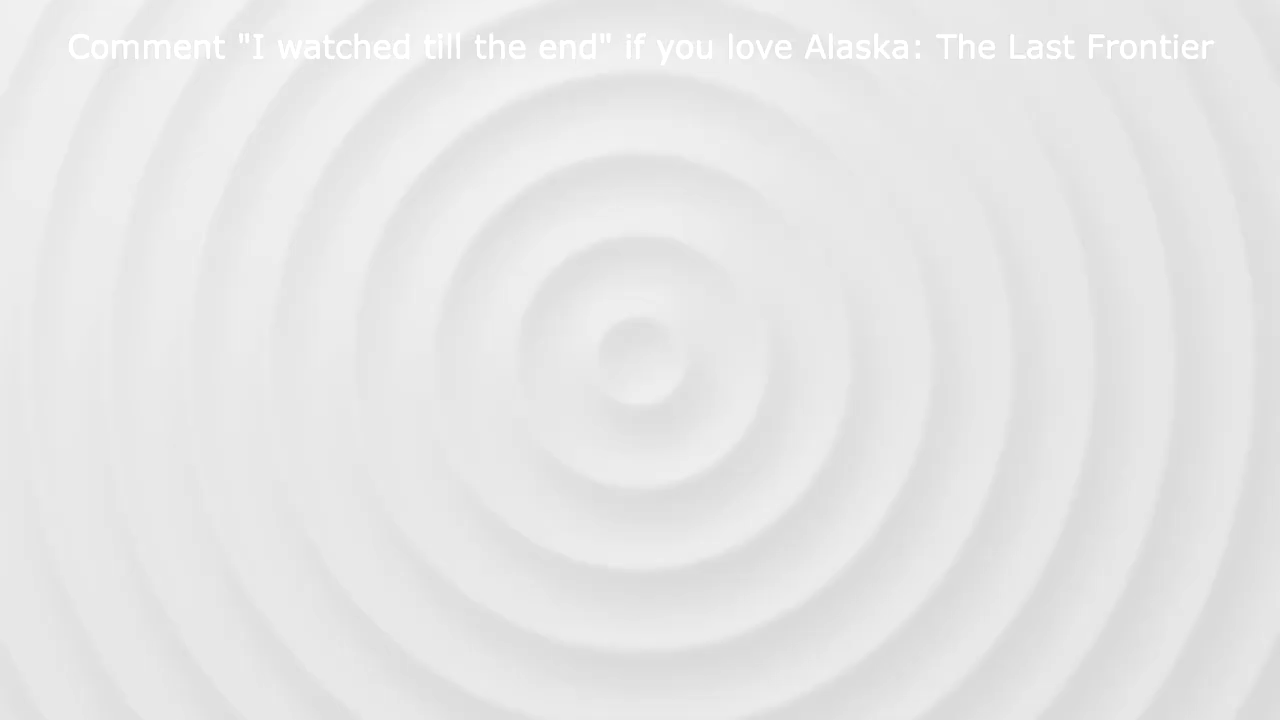 Comment "I watched till the end" if you love Alaska: The Last Frontier